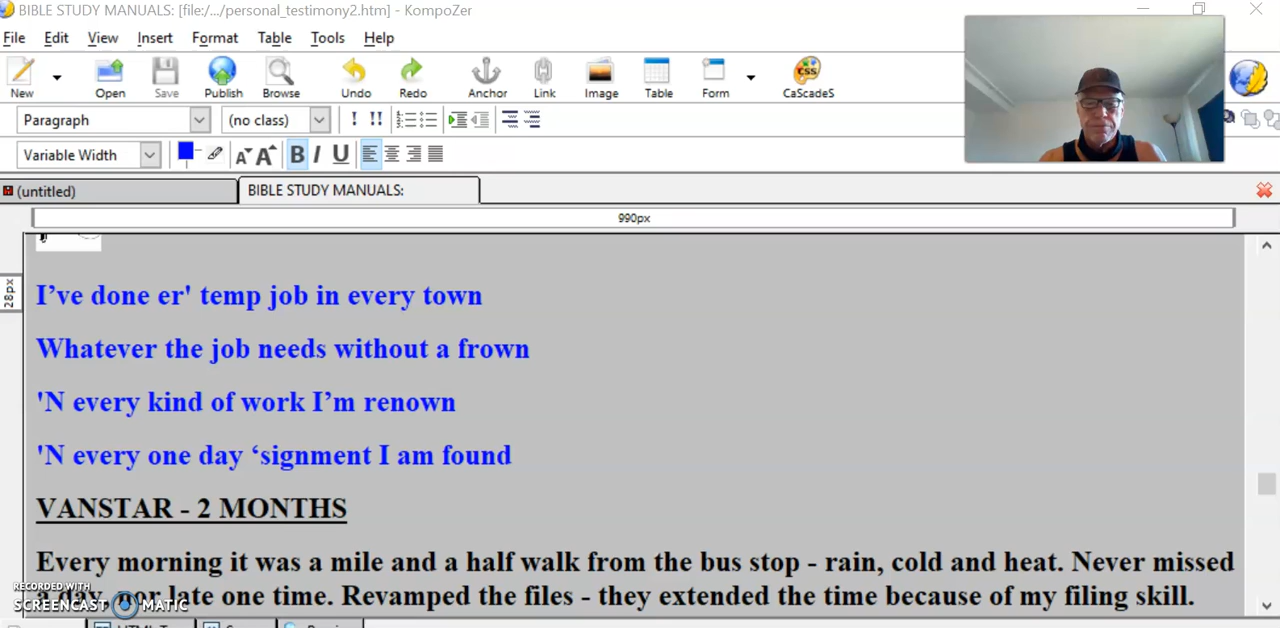 BIBLE STUDY MANUALS: [file:/.../personal_testimony2.htm] - KompoZer
File Edit View Insert Format Table Tools Help
New Open Save Publish Browse Undo Redo Anchor Link Image Table Form CaScadeS
Paragraph (no class) ! !!
Variable Width A A B I U
(untitled) BIBLE STUDY MANUALS:
990px
28px
I’ve done er' temp job in every town
Whatever the job needs without a frown
'N every kind of work I’m renown
'N every one day ‘signment I am found
VANSTAR - 2 MONTHS
Every morning it was a mile and a half walk from the bus stop - rain, cold and heat. Never missed
a day, nor late one time. Revamped the files - they extended the time because of my filing skill.
RECORDED WITH
SCREENCAST MATIC